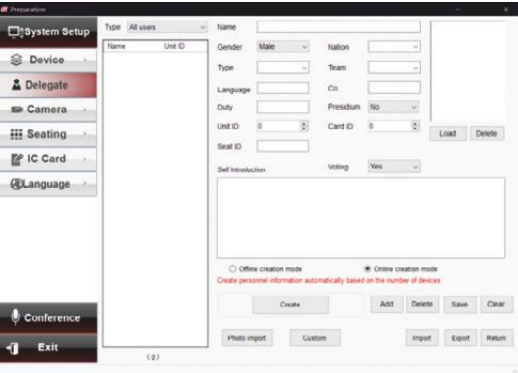 Preparation
System Setup
Device
Delegate
Camera
Seating
IC Card
Language
Conference
Exit
Type All users
Name Unit ID
(0)
Name
Gender Male Nation
Type Team
Language Co.
Duty Presidium No
Unit ID 0 Card ID 0
Load Delete
Seat ID
Self Introduction Voting Yes
Offline creation mode Online creation mode
Create personnel information automatically based on the number of devices
Create Add Delete Save Clear
Photo import Custom Import Export Return